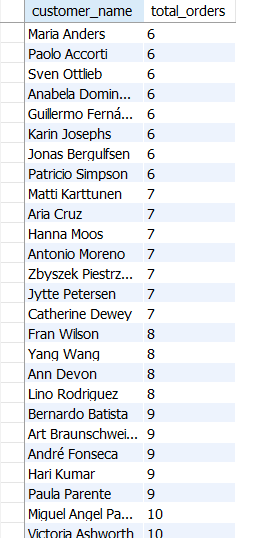 customer_name total_orders
Maria Anders 6
Paolo Accorti 6
Sven Ottlieb 6
Anabela Domin... 6
Guillermo Ferná... 6
Karin Josephs 6
Jonas Bergulfsen 6
Patricio Simpson 6
Matti Karttunen 7
Aria Cruz 7
Hanna Moos 7
Antonio Moreno 7
Zbyszek Piestrz... 7
Jytte Petersen 7
Catherine Dewey 7
Fran Wilson 8
Yang Wang 8
Ann Devon 8
Lino Rodriguez 8
Bernardo Batista 9
Art Braunschwei... 9
André Fonseca 9
Hari Kumar 9
Paula Parente 9
Miguel Angel Pa... 10
Victoria Ashworth 10